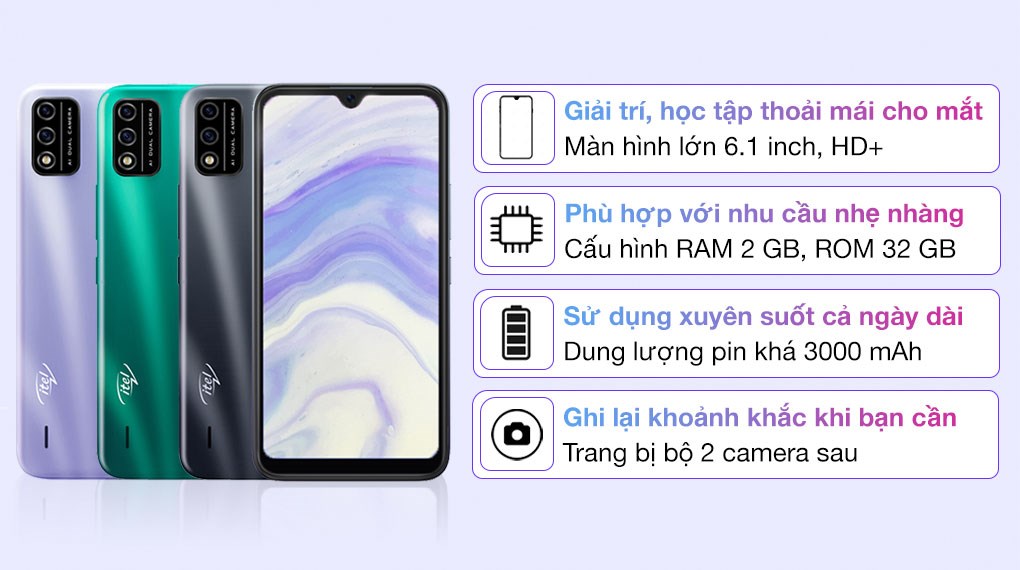 AI DUAL CAMERA
AI DUAL CAMERA
AI DUAL CAMERA
itel
itel
itel
Giải trí, học tập thoải mái cho mắt
Màn hình lớn 6.1 inch, HD+
Phù hợp với nhu cầu nhẹ nhàng
Cấu hình RAM 2 GB, ROM 32 GB
Sử dụng xuyên suốt cả ngày dài
Dung lượng pin khá 3000 mAh
Ghi lại khoảnh khắc khi bạn cần
Trang bị bộ 2 camera sau